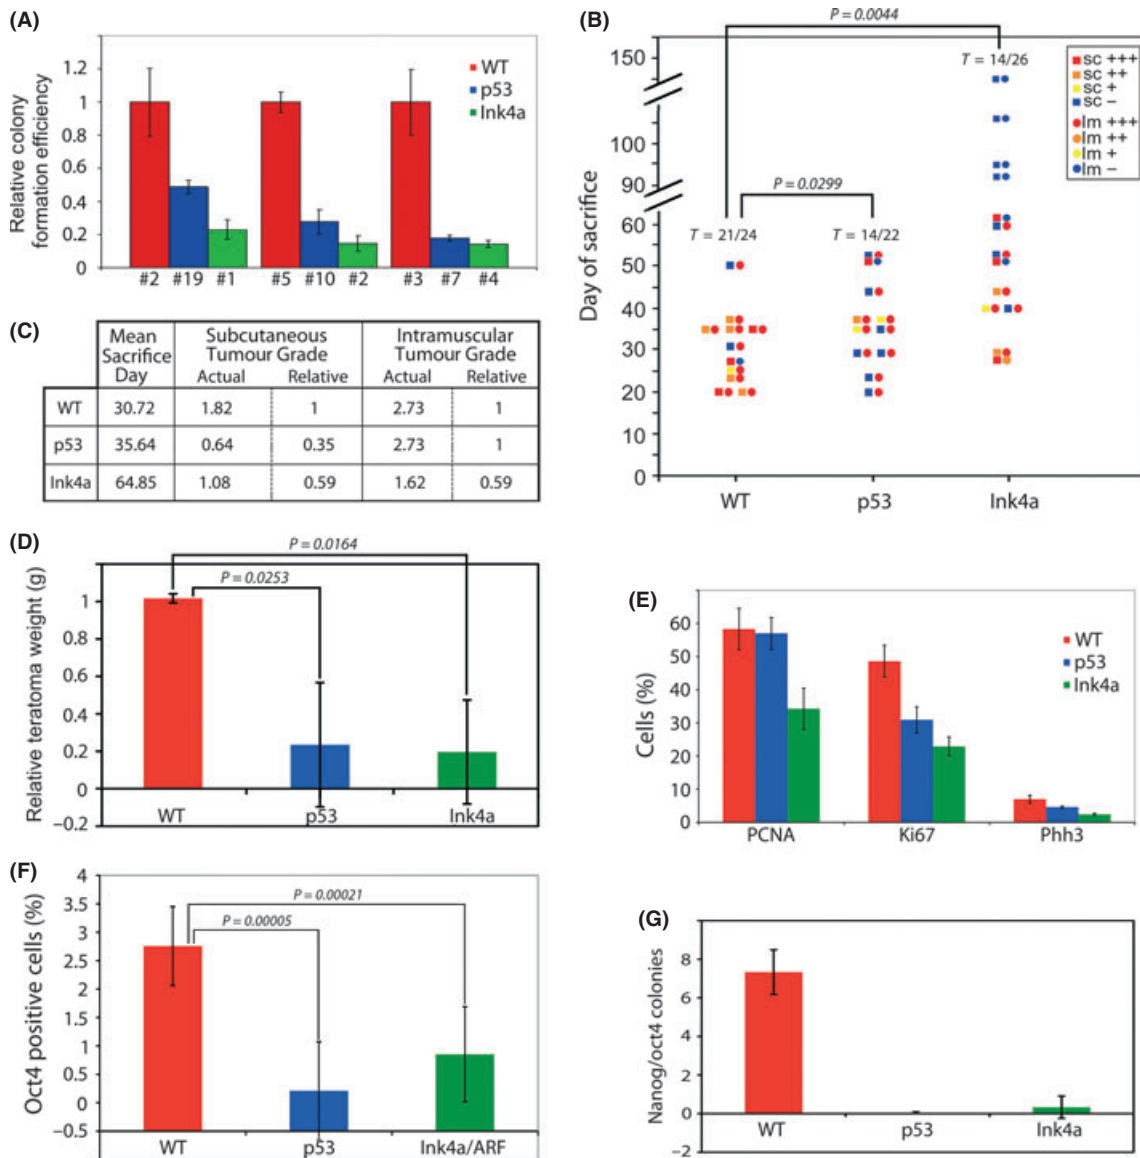 (A)
Relative colony
formation efficiency
1.2
1
0.8
0.6
0.4
0.2
0
WT
p53
Ink4a
#2 #19 #1 #5 #10 #2 #3 #7 #4
(B)
P = 0.0044
Day of sacrifice
150
100
90
60
50
40
30
20
10
0
T = 14/26
P = 0.0299
T = 21/24
T = 14/22
sc +++
sc ++
sc +
sc –
Im +++
Im ++
Im +
Im –
WT p53 Ink4a
(C)
Mean Sacrifice Day
Subcutaneous Tumour Grade
Intramuscular Tumour Grade
Actual Relative Actual Relative
WT 30.72 1.82 1 2.73 1
p53 35.64 0.64 0.35 2.73 1
Ink4a 64.85 1.08 0.59 1.62 0.59
(D)
Relative teratoma weight (g)
P = 0.0164
P = 0.0253
1
0.8
0.6
0.4
0.2
0
–0.2
WT p53 Ink4a
(E)
Cells (%)
60
50
40
30
20
10
0
WT
p53
Ink4a
PCNA Ki67 Phh3
(F)
Oct4 positive cells (%)
4
3.5
3
2.5
2
1.5
1
0.5
0
–0.5
P = 0.00021
P = 0.00005
WT p53 Ink4a/ARF
(G)
Nanog/oct4 colonies
8
6
4
2
0
–2
WT p53 Ink4a